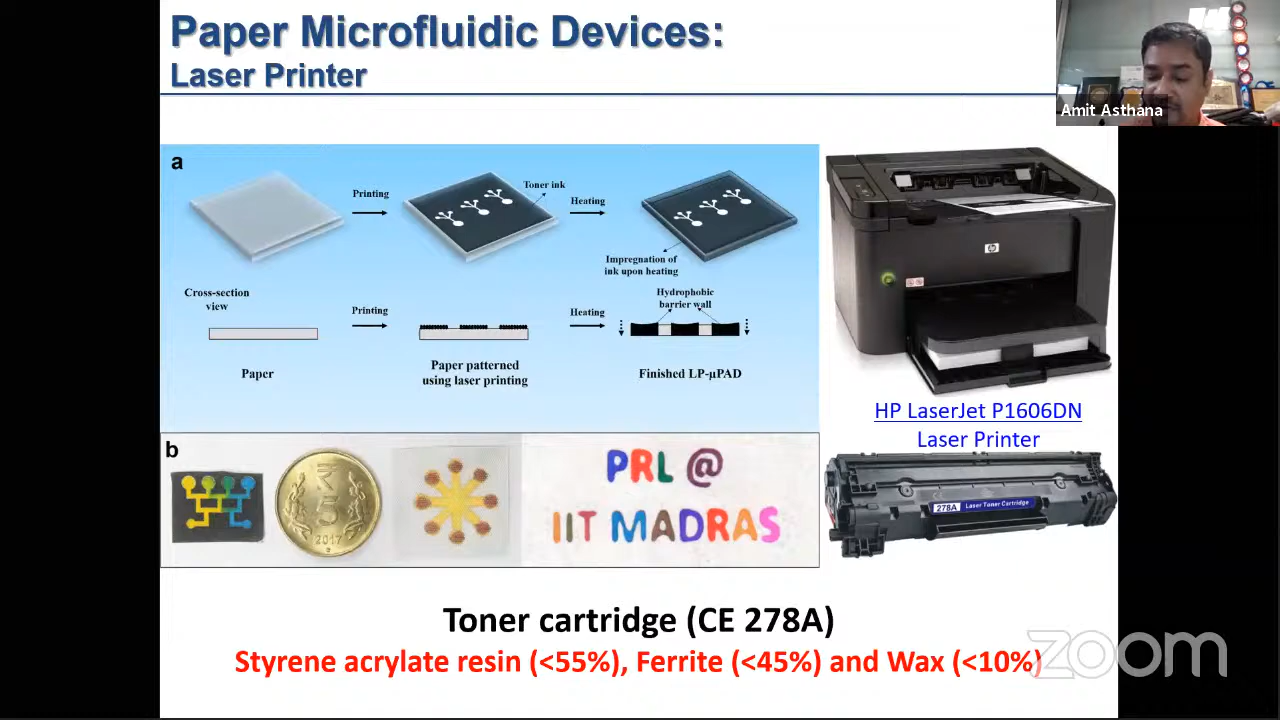 Paper Microfluidic Devices:
Laser Printer
Amit Asthana
a
Printing
Toner ink
Heating
Impregnation of
ink upon heating
Cross-section
view
Printing
Heating
Hydrophobic
barrier wall
Paper
Paper patterned
using laser printing
Finished LP-μPAD
hp
HP LaserJet P1606DN
Laser Printer
b
₹
5
2017
PRL @
IIT MADRAS
278A Laser Toner Cartridge
Toner cartridge (CE 278A)
Styrene acrylate resin (<55%), Ferrite (<45%) and Wax (<10%)
zoom